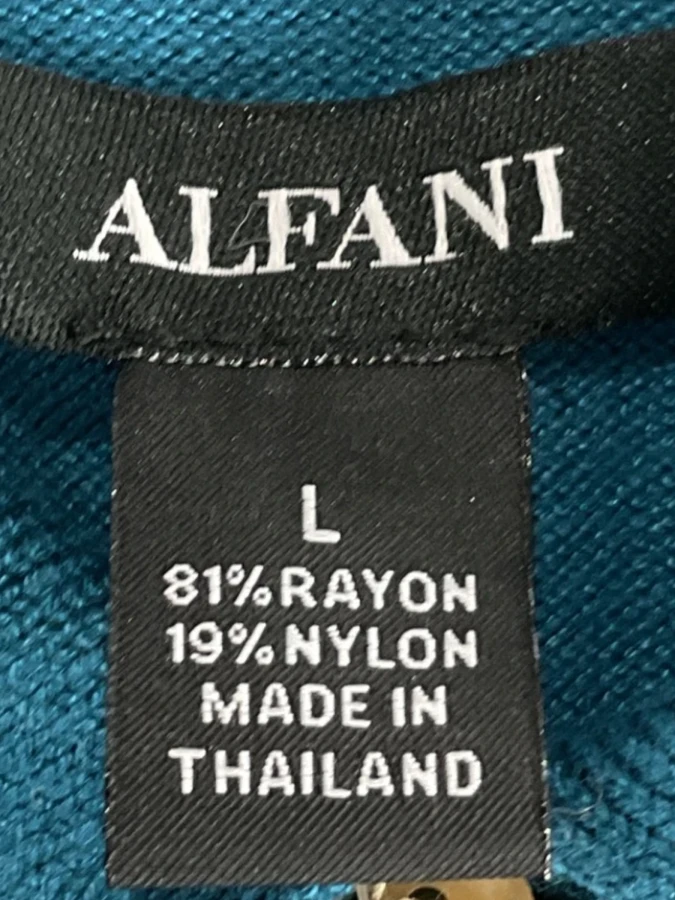 ALFANI
L
81% RAYON
19% NYLON
MADE IN
THAILAND